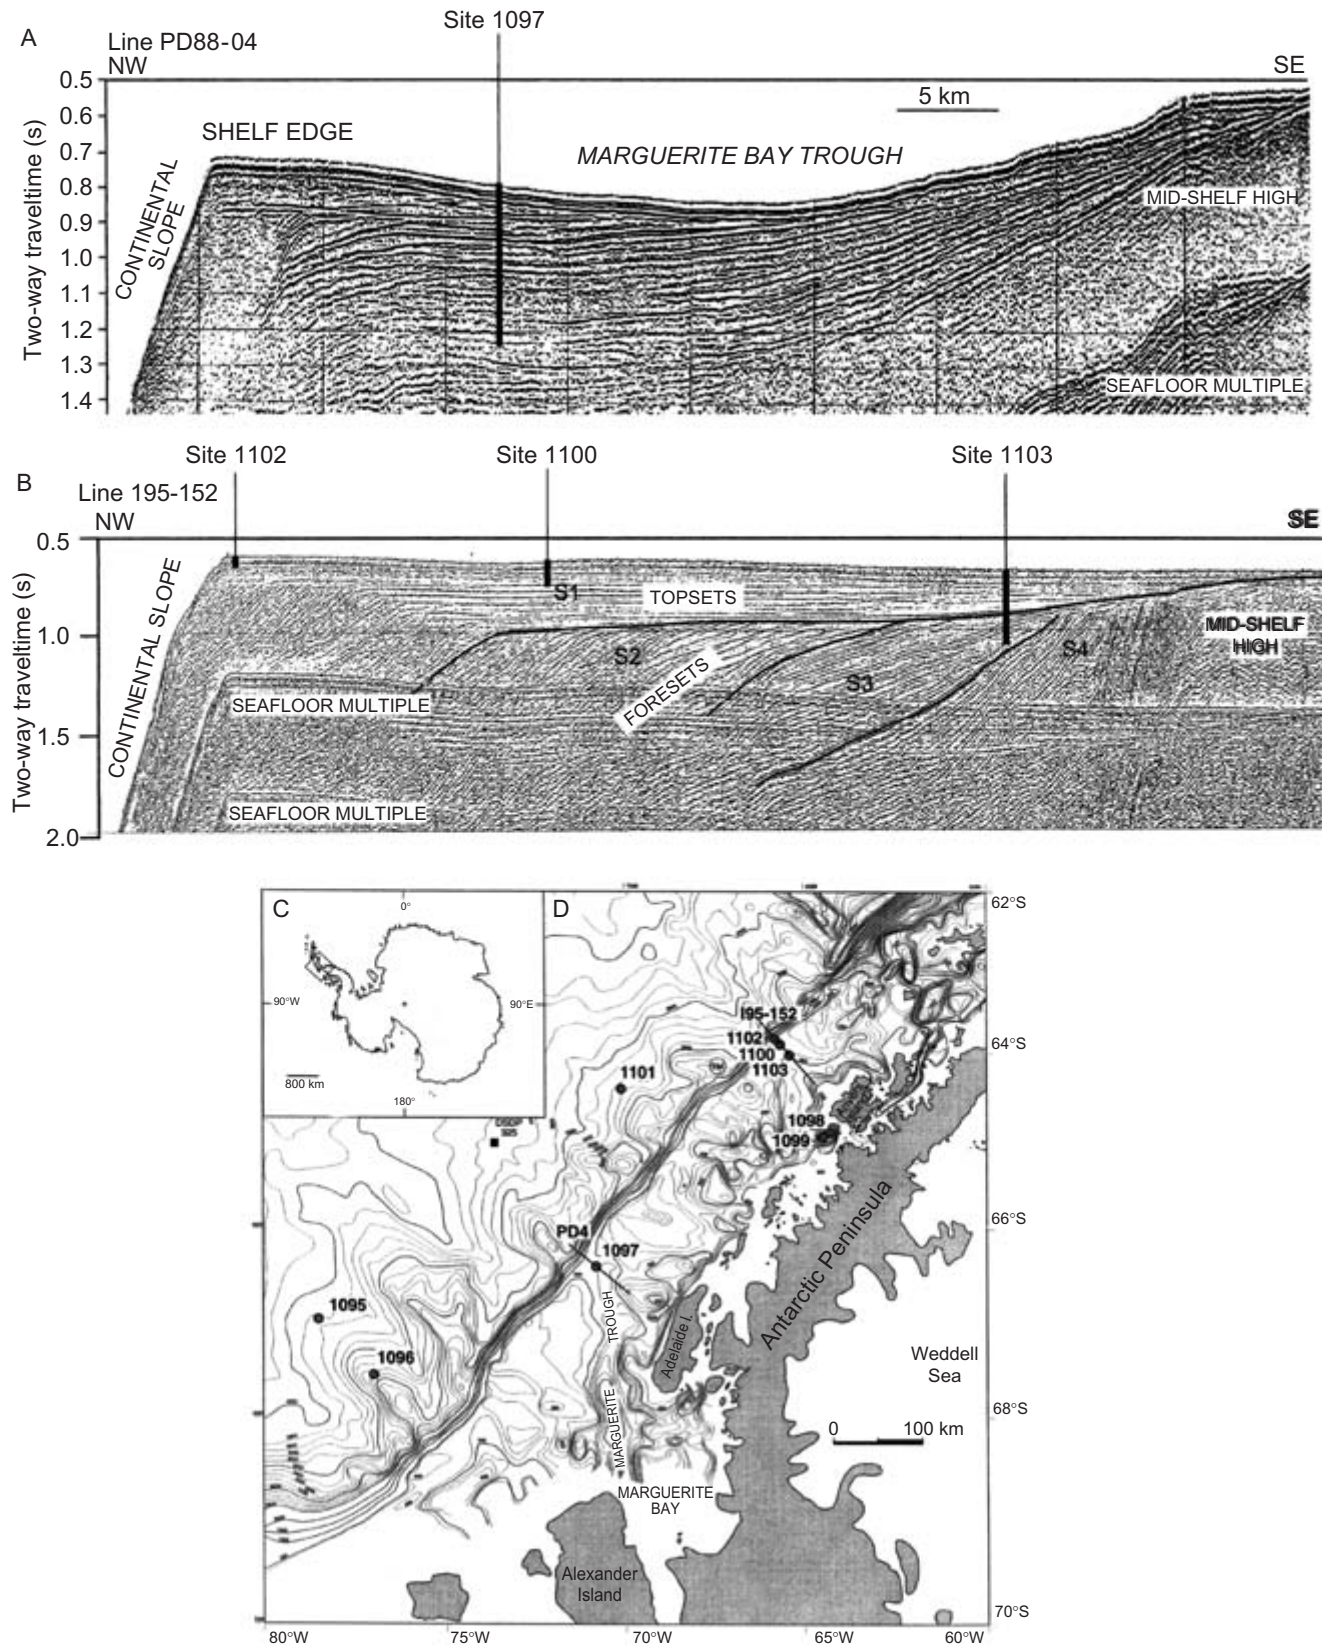 A
Line PD88-04
NW
Site 1097
SE
5 km
SHELF EDGE
MARGUERITE BAY TROUGH
CONTINENTAL
SLOPE
MID-SHELF HIGH
SEAFLOOR MULTIPLE
Two-way traveltime (s)
0.5
0.6
0.7
0.8
0.9
1.0
1.1
1.2
1.3
1.4
B
Line 195-152
NW
Site 1102
Site 1100
Site 1103
SE
CONTINENTAL SLOPE
S1
TOPSETS
S2
FORESETS
S3
S4
MID-SHELF
HIGH
SEAFLOOR MULTIPLE
SEAFLOOR MULTIPLE
Two-way traveltime (s)
0.5
1.0
1.5
2.0
C
0°
90°W
90°E
180°
800 km
D
62°S
64°S
66°S
68°S
70°S
I95-152
1102
1100
1103
1101
1098
1099
DSDP
325
PD4
1097
1095
1096
TROUGH
MARGUERITE
MARGUERITE
BAY
Adelaide I.
Antarctic Peninsula
Weddell
Sea
0 100 km
Alexander
Island
80°W
75°W
70°W
65°W
60°W